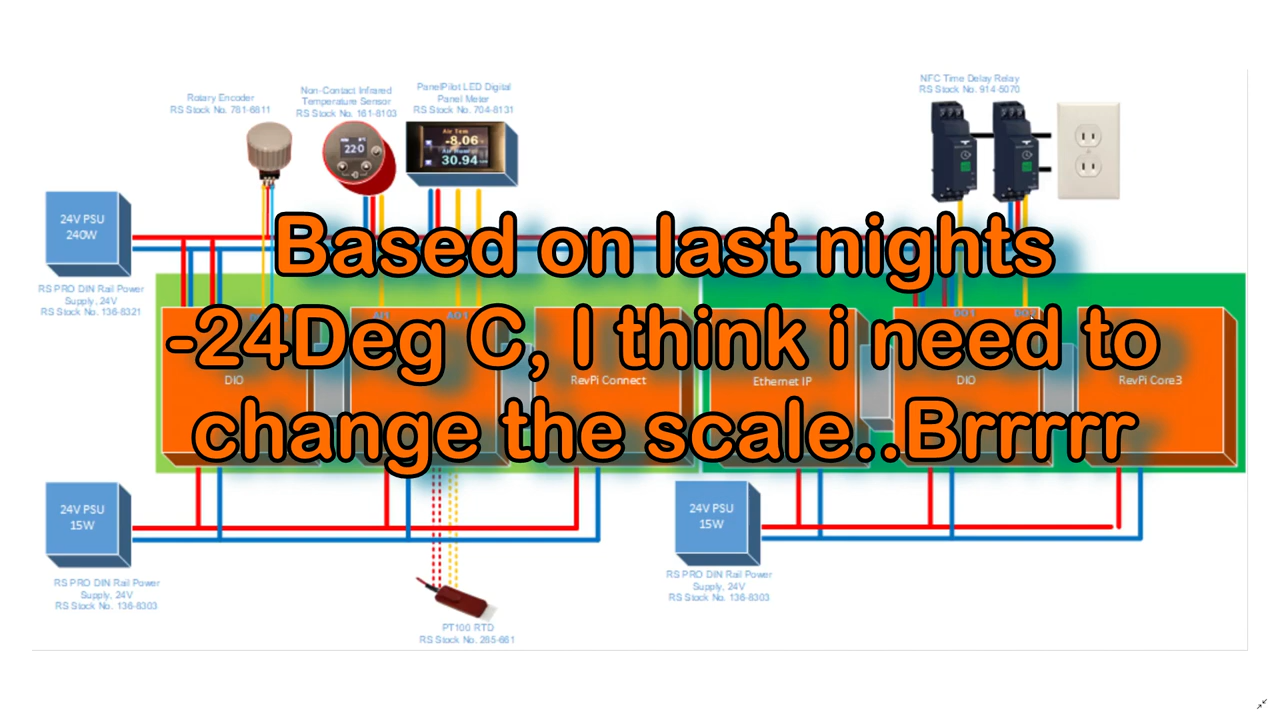 NFC Time Delay Relay
RS Stock No. 914-5070
PanelPilot LED Digital
Panel Meter
RS Stock No. 704-8131
Non-Contact Infrared
Temperature Sensor
RS Stock No. 161-8103
Rotary Encoder
RS Stock No. 781-6811
22.0
Air Tem
-8.06
30.94
24V PSU
240W
RS PRO DIN Rail Power
Supply, 24V
RS Stock No. 136-8321
Based on last nights
-24Deg C, I think i need to
change the scale..Brrrrr
AI1
AO1
DO1
DO2
DIO
RevPi Connect
Ethernet IP
DIO
RevPi Core3
24V PSU
15W
RS PRO DIN Rail Power
Supply, 24V
RS Stock No. 136-8303
24V PSU
15W
RS PRO DIN Rail Power
Supply, 24V
RS Stock No. 136-8303
PT100 RTD
RS Stock No. 285-661